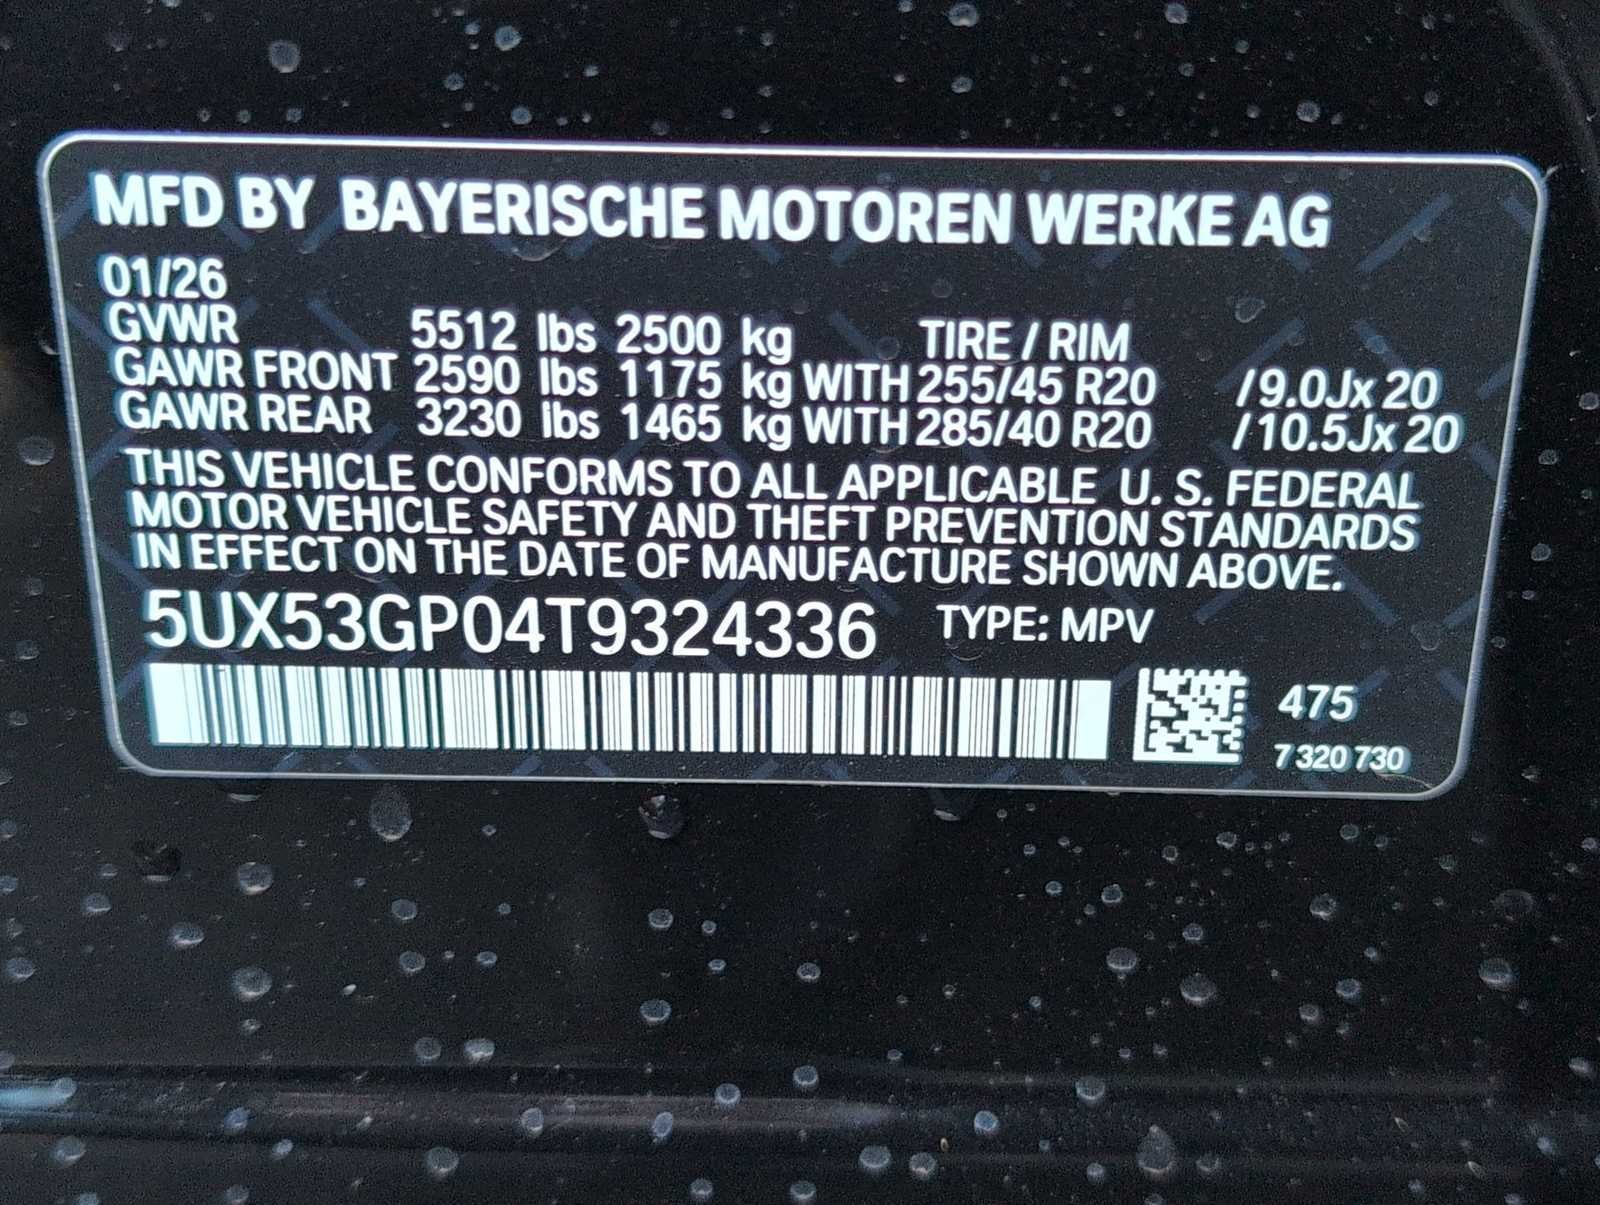 MFD BY BAYERISCHE MOTOREN WERKE AG
01/26
GVWR 5512 lbs 2500 kg TIRE / RIM
GAWR FRONT 2590 lbs 1175 kg WITH 255/45 R20 /9.0Jx 20
GAWR REAR 3230 lbs 1465 kg WITH 285/40 R20 /10.5Jx 20
THIS VEHICLE CONFORMS TO ALL APPLICABLE U. S. FEDERAL
MOTOR VEHICLE SAFETY AND THEFT PREVENTION STANDARDS
IN EFFECT ON THE DATE OF MANUFACTURE SHOWN ABOVE.
5UX53GP04T9324336 TYPE: MPV
475
7 320 730